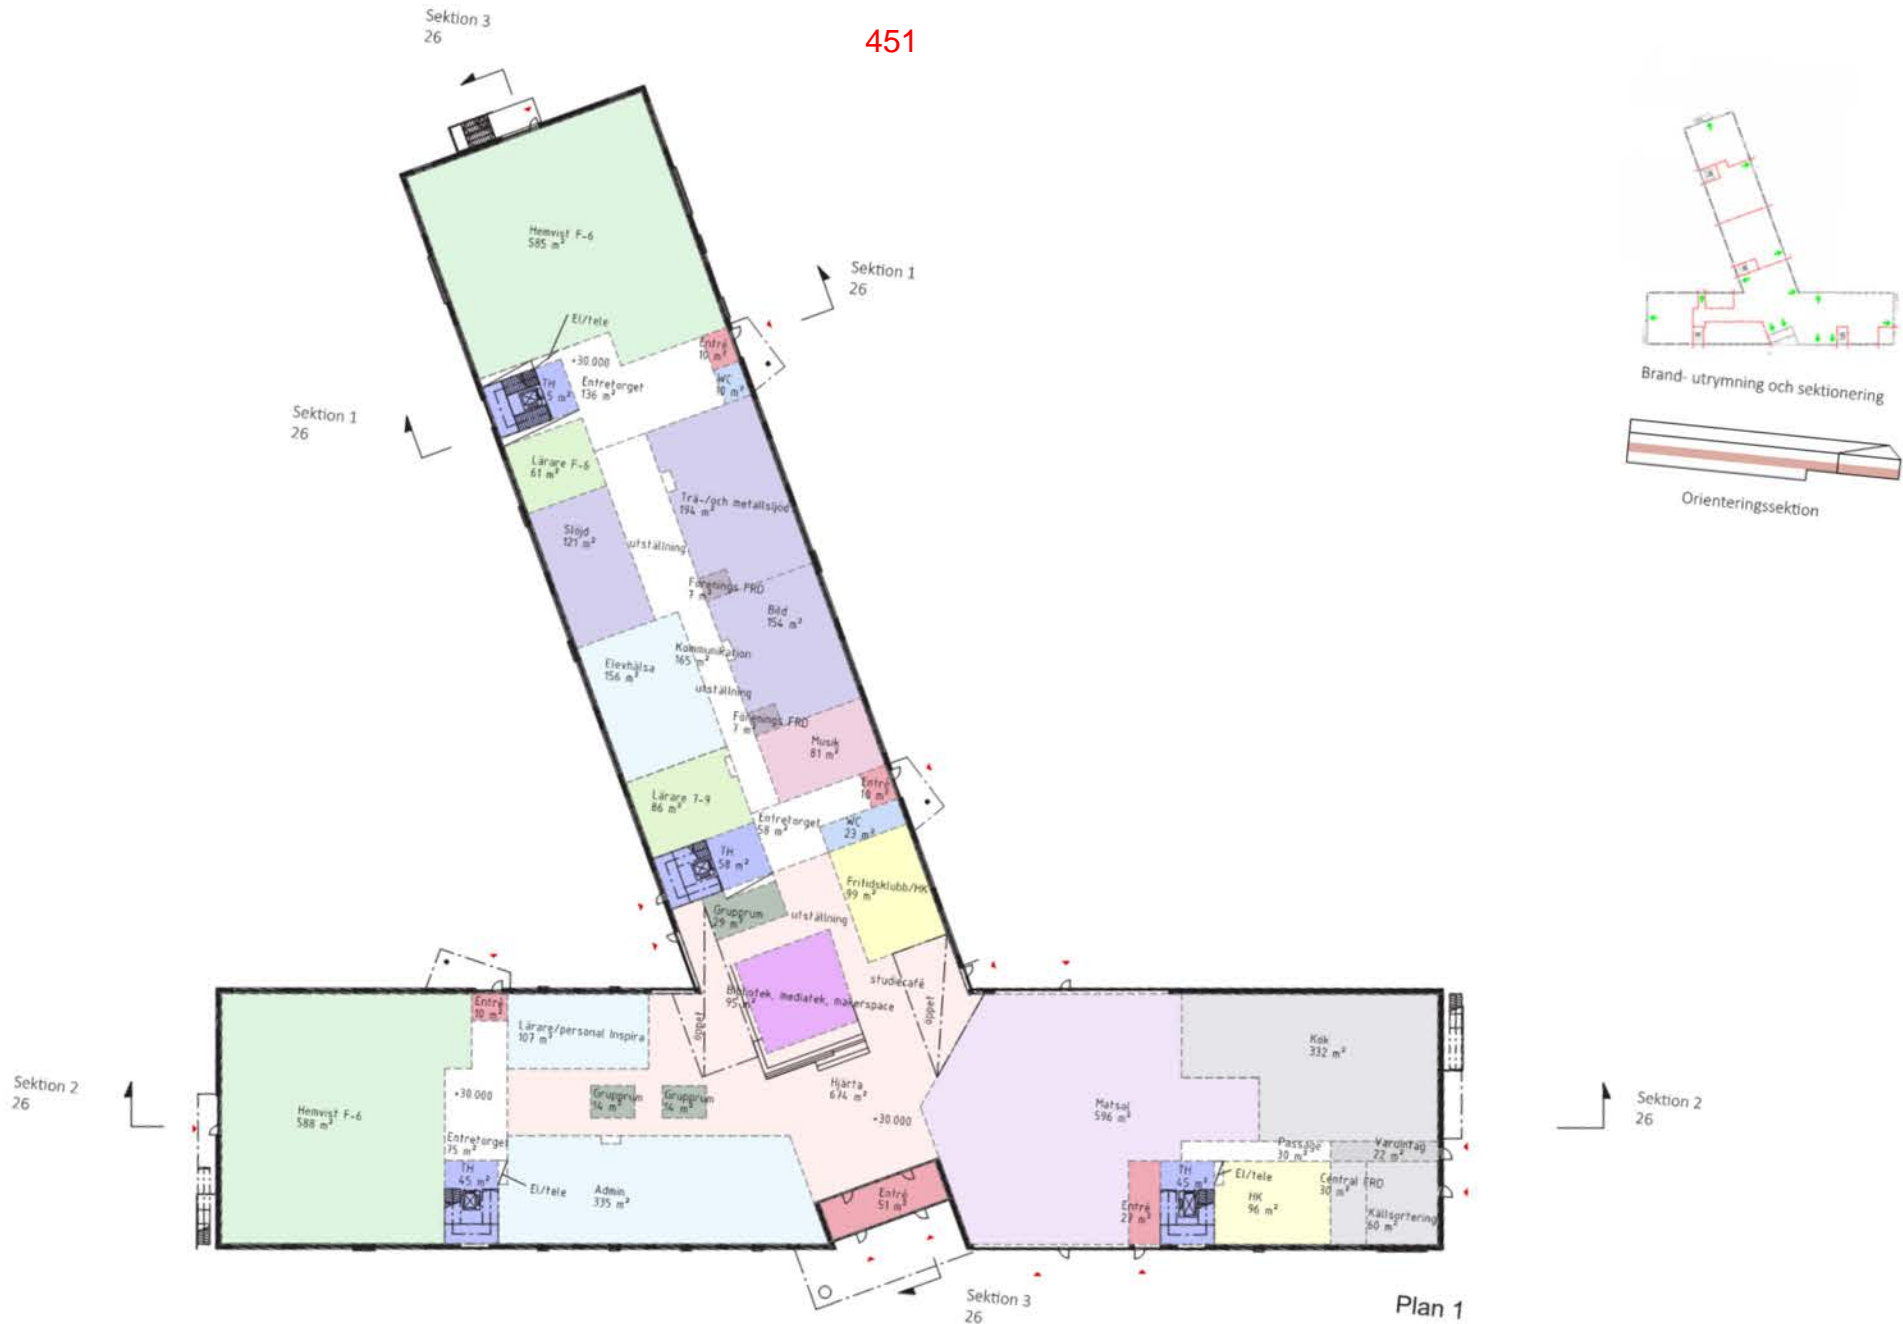 Sektion 3
26
451
Hemvist F-6
585 m²
Sektion 1
26
El/tele
Entré
10 m²
+30.000
WC
10 m²
TH
5 m²
Entretorget
136 m²
Sektion 1
26
Brand- utrymning och sektionering
Orienteringssektion
Lärare F-6
61 m²
Trä-/och metallsljöd
194 m²
Slöjd
121 m²
utställning
Förenings FRD
7 m²
Bild
154 m²
Kommunikation
165 m²
Elevhälsa
156 m²
utställning
Förenings FRD
7 m²
Musik
81 m²
Entré
10 m²
Lärare 7-9
86 m²
Entretorget
58 m²
WC
23 m²
TH
58 m²
Fritidsklubb/HK
99 m²
Grupprum
29 m²
utställning
studiecafé
Bibliotek, mediatek, makerspace
95 m²
öppet
öppet
Entré
10 m²
Lärare/personal Inspira
107 m²
Kök
332 m²
Sektion 2
26
+30.000
Grupprum
14 m²
Grupprum
14 m²
Hjärta
674 m²
+30.000
Hemvist F-6
588 m²
Matsal
596 m²
Sektion 2
26
Entretorget
75 m²
Passage
30 m²
Varuintag
22 m²
TH
45 m²
El/tele
Admin
335 m²
Entré
51 m²
Entré
27 m²
TH
45 m²
El/tele
HK
96 m²
Central FRD
30 m²
Källsortering
60 m²
Sektion 3
26
Plan 1